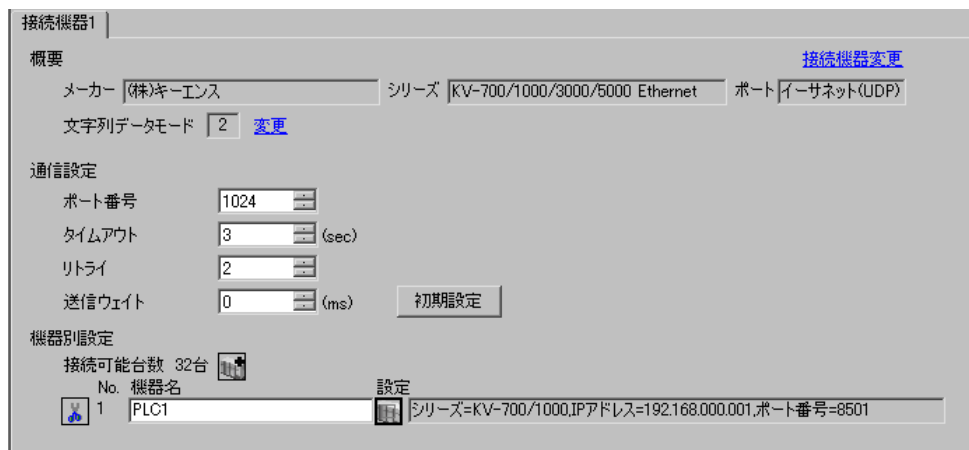 接続機器1
概要 接続機器変更
メーカー (株)キーエンス シリーズ KV-700/1000/3000/5000 Ethernet ポート イーサネット(UDP)
文字列データモード 2 変更
通信設定
ポート番号 1024
タイムアウト 3 (sec)
リトライ 2
送信ウェイト 0 (ms) 初期設定
機器別設定
接続可能台数 32台
No. 機器名 設定
1 PLC1 シリーズ=KV-700/1000,IPアドレス=192.168.000.001,ポート番号=8501